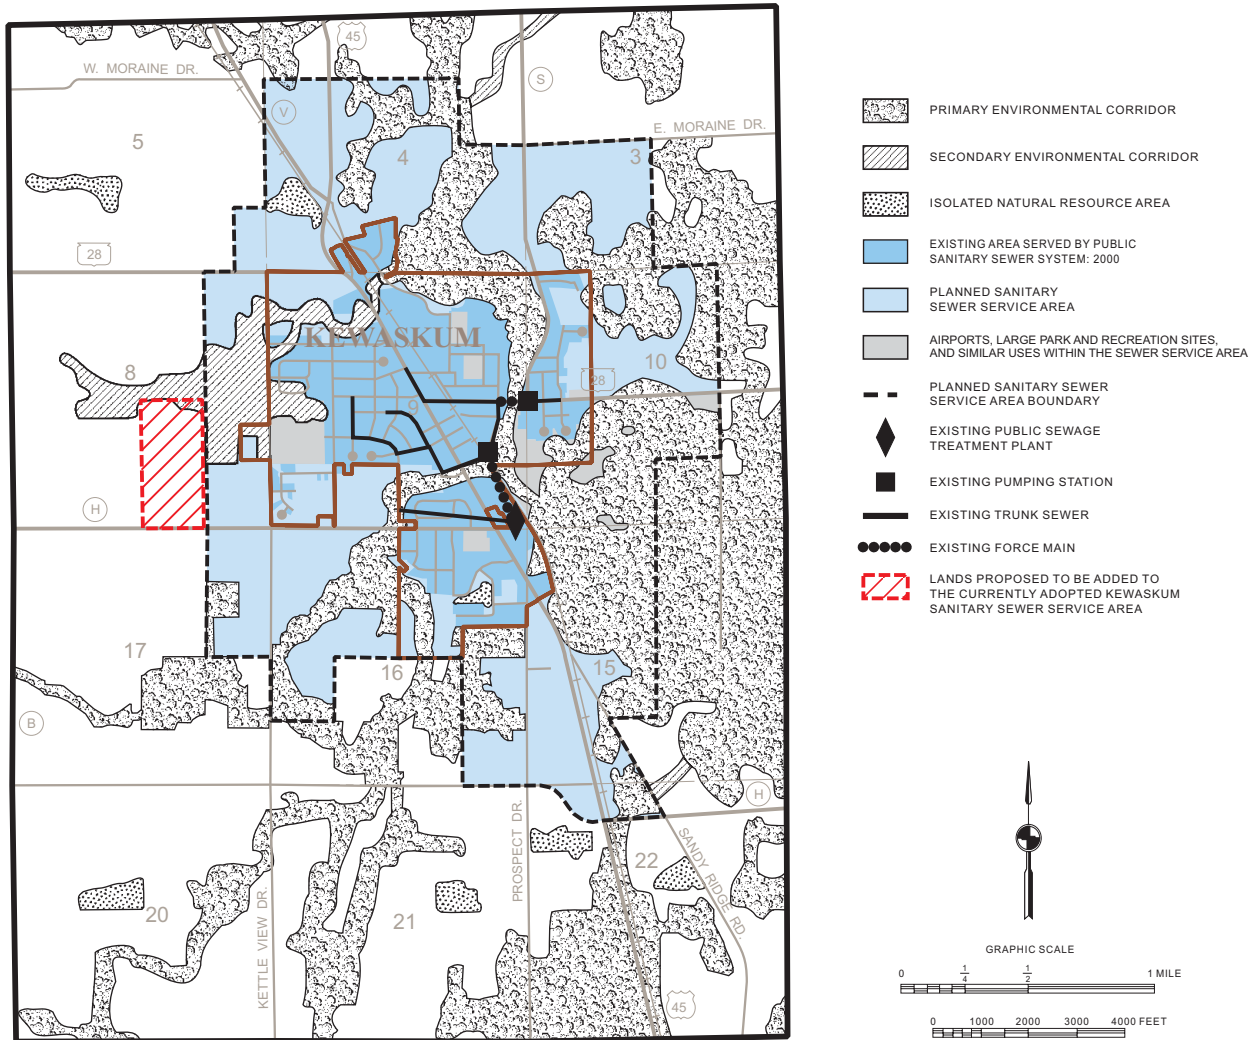 45
W. MORAINE DR.
S
V
E. MORAINE DR.
5
4
3
28
KEWASKUM
8
10
28
9
H
17
16
15
B
H
PROSPECT DR.
SANDY RIDGE RD
22
KETTLE VIEW DR.
20
21
45
PRIMARY ENVIRONMENTAL CORRIDOR
SECONDARY ENVIRONMENTAL CORRIDOR
ISOLATED NATURAL RESOURCE AREA
EXISTING AREA SERVED BY PUBLIC
SANITARY SEWER SYSTEM: 2000
PLANNED SANITARY
SEWER SERVICE AREA
AIRPORTS, LARGE PARK AND RECREATION SITES,
AND SIMILAR USES WITHIN THE SEWER SERVICE AREA
PLANNED SANITARY SEWER
SERVICE AREA BOUNDARY
EXISTING PUBLIC SEWAGE
TREATMENT PLANT
EXISTING PUMPING STATION
EXISTING TRUNK SEWER
EXISTING FORCE MAIN
LANDS PROPOSED TO BE ADDED TO
THE CURRENTLY ADOPTED KEWASKUM
SANITARY SEWER SERVICE AREA
GRAPHIC SCALE
0 1/4 1/2 1 MILE
0 1000 2000 3000 4000 FEET